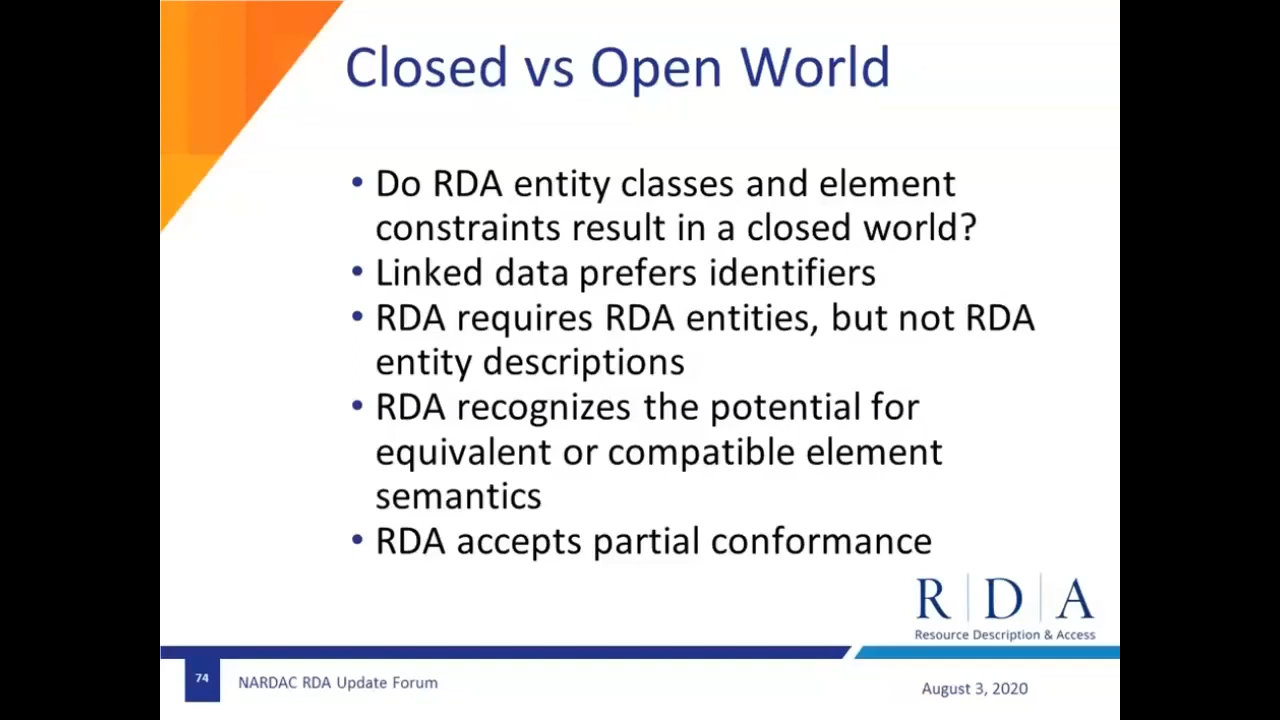 Closed vs Open World
• Do RDA entity classes and element
constraints result in a closed world?
• Linked data prefers identifiers
• RDA requires RDA entities, but not RDA
entity descriptions
• RDA recognizes the potential for
equivalent or compatible element
semantics
• RDA accepts partial conformance
R|D|A
Resource Description & Access
74
NARDAC RDA Update Forum
August 3, 2020